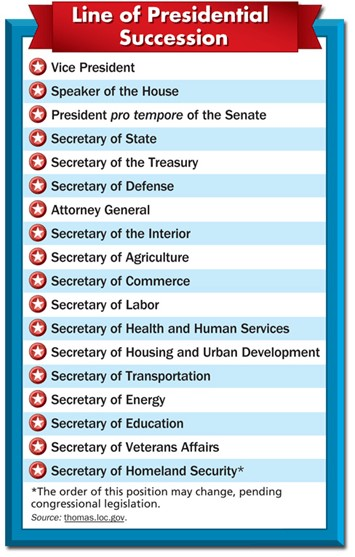 Line of Presidential
Succession
Vice President
Speaker of the House
President pro tempore of the Senate
Secretary of State
Secretary of the Treasury
Secretary of Defense
Attorney General
Secretary of the Interior
Secretary of Agriculture
Secretary of Commerce
Secretary of Labor
Secretary of Health and Human Services
Secretary of Housing and Urban Development
Secretary of Transportation
Secretary of Energy
Secretary of Education
Secretary of Veterans Affairs
Secretary of Homeland Security*
*The order of this position may change, pending
congressional legislation.
Source: thomas.loc.gov.